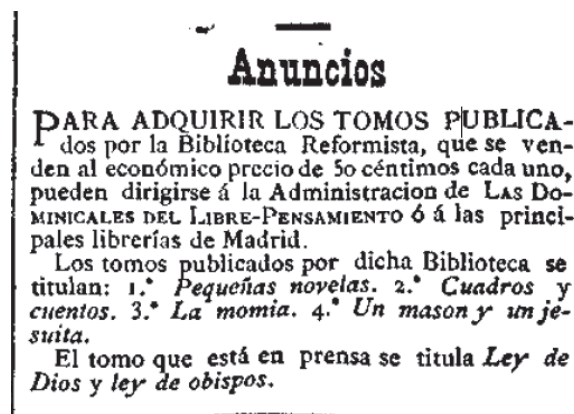 Anuncios
PARA ADQUIRIR LOS TOMOS PUBLICA-
dos por la Biblioteca Reformista, que se ven-
den al económico precio de 50 céntimos cada uno,
pueden dirigirse á la Administracion de LAS DO-
MINICALES DEL LIBRE-PENSAMIENTO ó á las princi-
pales librerías de Madrid.
Los tomos publicados por dicha Biblioteca se
titulan: 1.° Pequeñas novelas. 2.° Cuadros y
cuentos. 3.° La momia. 4.° Un mason y un je-
suita.
El tomo que está en prensa se titula Ley de
Dios y ley de obispos.